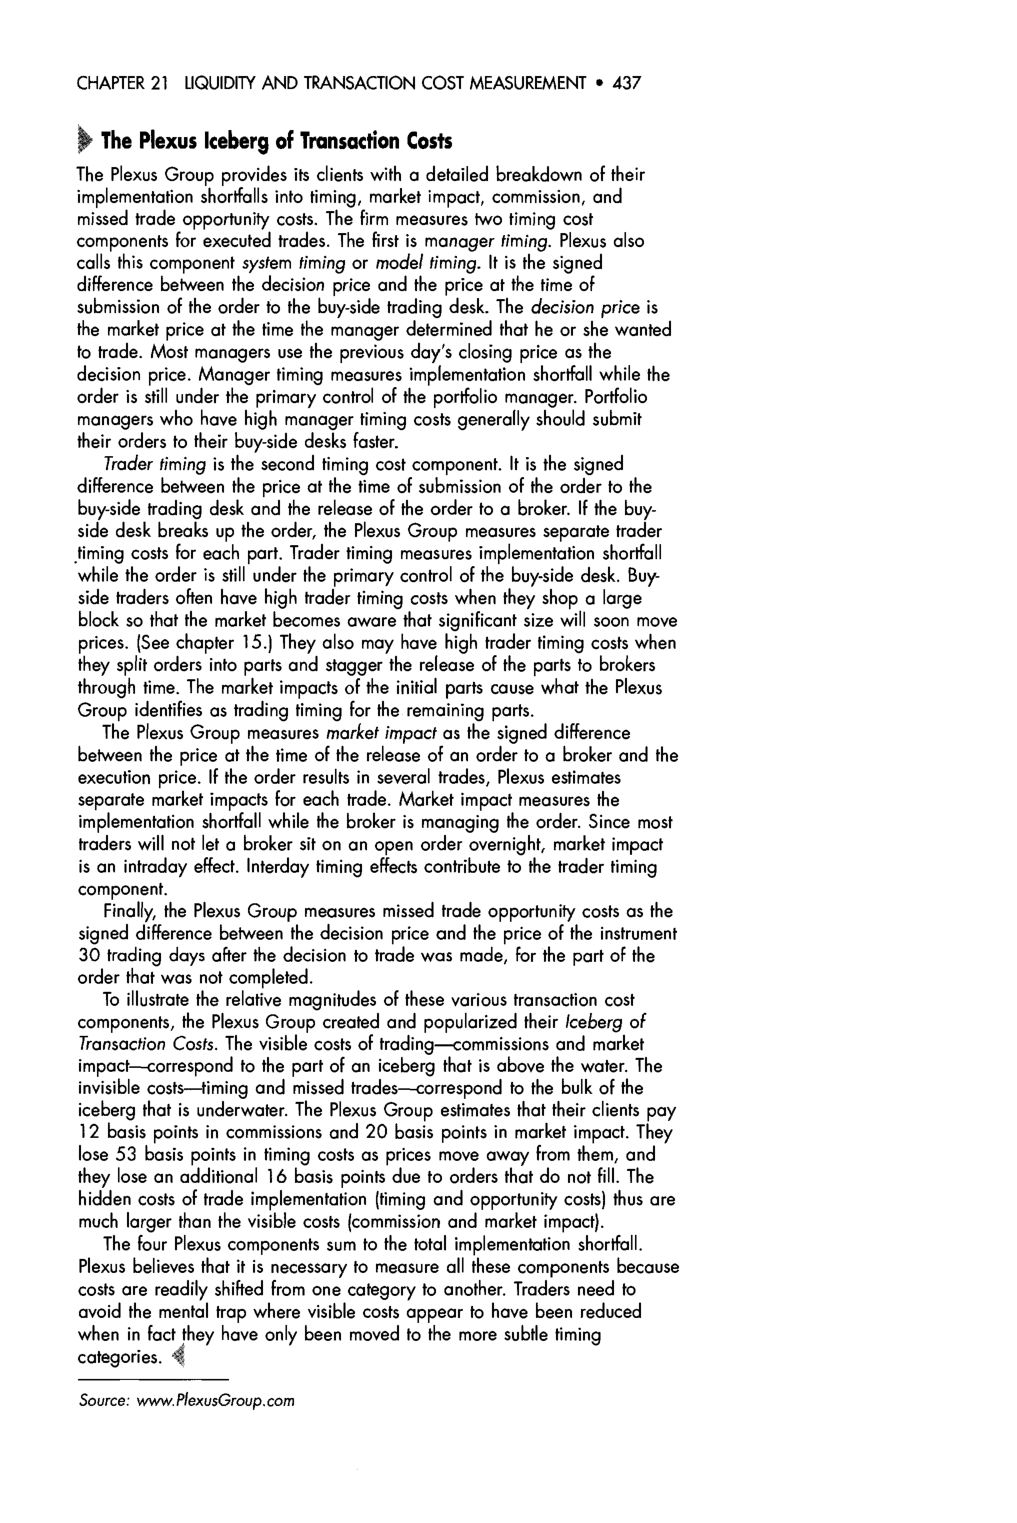 CHAPTER 21 LIQUIDITY AND TRANSACTION COST MEASUREMENT • 437
The Plexus Iceberg of Transaction Costs
The Plexus Group provides its clients with a detailed breakdown of their
implementation shortfalls into timing, market impact, commission, and
missed trade opportunity costs. The firm measures two timing cost
components for executed trades. The first is manager timing. Plexus also
calls this component system timing or model timing. It is the signed
difference between the decision price and the price at the time of
submission of the order to the buy-side trading desk. The decision price is
the market price at the time the manager determined that he or she wanted
to trade. Most managers use the previous day's closing price as the
decision price. Manager timing measures implementation shortfall while the
order is still under the primary control of the portfolio manager. Portfolio
managers who have high manager timing costs generally should submit
their orders to their buy-side desks faster.
Trader timing is the second timing cost component. It is the signed
difference between the price at the time of submission of the order to the
buy-side trading desk and the release of the order to a broker. If the buy-
side desk breaks up the order, the Plexus Group measures separate trader
timing costs for each part. Trader timing measures implementation shortfall
while the order is still under the primary control of the buy-side desk. Buy-
side traders often have high trader timing costs when they shop a large
block so that the market becomes aware that significant size will soon move
prices. (See chapter 15.) They also may have high trader timing costs when
they split orders into parts and stagger the release of the parts to brokers
through time. The market impacts of the initial parts cause what the Plexus
Group identifies as trading timing for the remaining parts.
The Plexus Group measures market impact as the signed difference
between the price at the time of the release of an order to a broker and the
execution price. If the order results in several trades, Plexus estimates
separate market impacts for each trade. Market impact measures the
implementation shortfall while the broker is managing the order. Since most
traders will not let a broker sit on an open order overnight, market impact
is an intraday effect. Interday timing effects contribute to the trader timing
component.
Finally, the Plexus Group measures missed trade opportunity costs as the
signed difference between the decision price and the price of the instrument
30 trading days after the decision to trade was made, for the part of the
order that was not completed.
To illustrate the relative magnitudes of these various transaction cost
components, the Plexus Group created and popularized their Iceberg of
Transaction Costs. The visible costs of trading—commissions and market
impact—correspond to the part of an iceberg that is above the water. The
invisible costs—timing and missed trades—correspond to the bulk of the
iceberg that is underwater. The Plexus Group estimates that their clients pay
12 basis points in commissions and 20 basis points in market impact. They
lose 53 basis points in timing costs as prices move away from them, and
they lose an additional 16 basis points due to orders that do not fill. The
hidden costs of trade implementation (timing and opportunity costs) thus are
much larger than the visible costs (commission and market impact).
The four Plexus components sum to the total implementation shortfall.
Plexus believes that it is necessary to measure all these components because
costs are readily shifted from one category to another. Traders need to
avoid the mental trap where visible costs appear to have been reduced
when in fact they have only been moved to the more subtle timing
categories.
Source: www.PlexusGroup.com